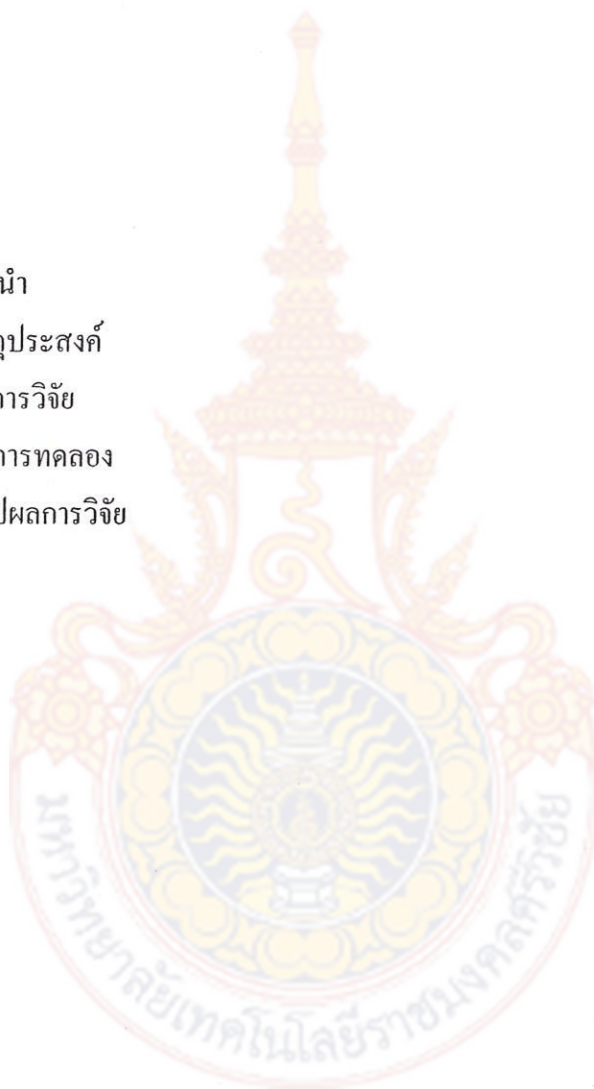 นำ
ุประสงค์
การวิจัย
การทดลอง
ปผลการวิจัย
มหาวิทยาลัยเทคโนโลยีราชมงคลศรีวิชัย